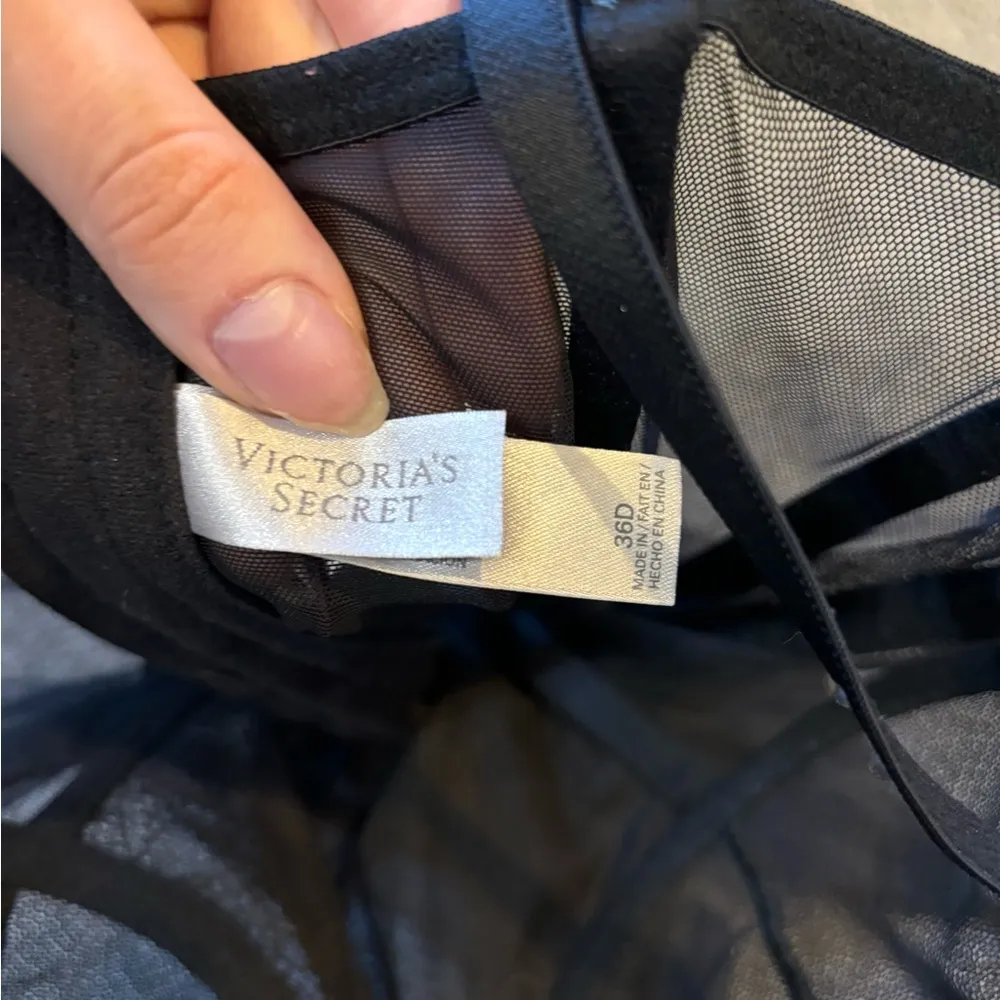 VICTORIA'S
SECRET
36D
MADE IN / FAIT EN /
HECHO EN CHINA